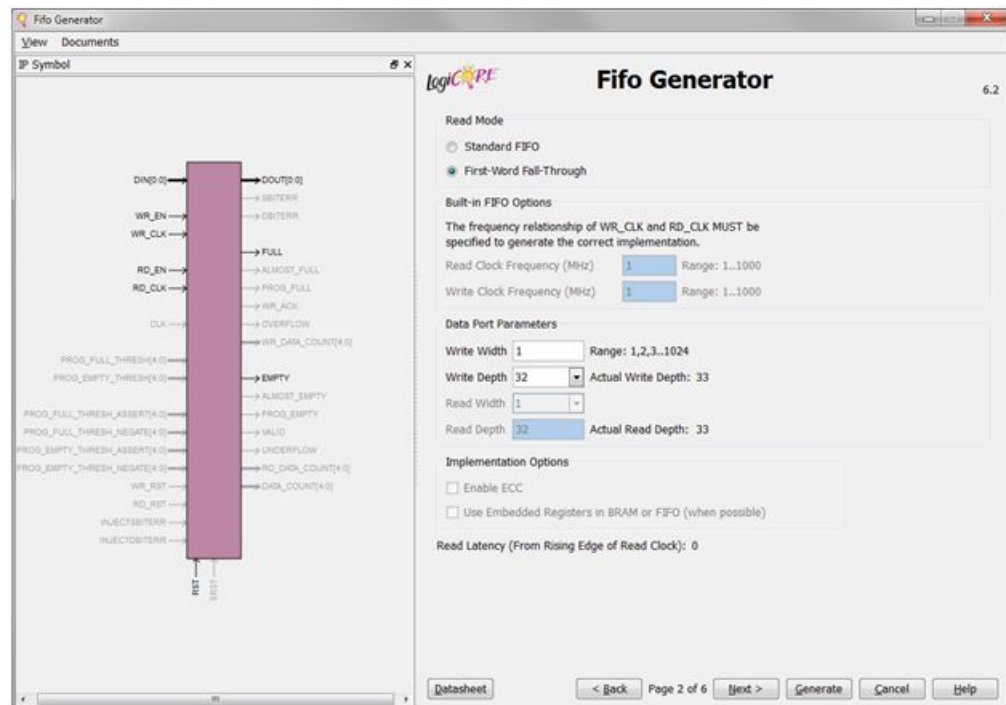 Fifo Generator
View Documents
IP Symbol
DIN[0:0]
WR_EN
WR_CLK
RD_EN
RD_CLK
CLK
PROG_FULL_THRESH[4:0]
PROG_EMPTY_THRESH[4:0]
PROG_FULL_THRESH_ASSERT[4:0]
PROG_FULL_THRESH_NEGATE[4:0]
PROG_EMPTY_THRESH_ASSERT[4:0]
PROG_EMPTY_THRESH_NEGATE[4:0]
WR_RST
RD_RST
INJECTSBITERR
INJECTDBITERR
RST
SRST
DOUT[0:0]
SBITERR
DBITERR
FULL
ALMOST_FULL
PROG_FULL
WR_ACK
OVERFLOW
WR_DATA_COUNT[4:0]
EMPTY
ALMOST_EMPTY
PROG_EMPTY
VALID
UNDERFLOW
RD_DATA_COUNT[4:0]
DATA_COUNT[4:0]
LogiCORE
Fifo Generator
6.2
Read Mode
Standard FIFO
First-Word Fall-Through
Built-in FIFO Options
The frequency relationship of WR_CLK and RD_CLK MUST be
specified to generate the correct implementation.
Read Clock Frequency (MHz) 1 Range: 1..1000
Write Clock Frequency (MHz) 1 Range: 1..1000
Data Port Parameters
Write Width 1 Range: 1,2,3..1024
Write Depth 32 Actual Write Depth: 33
Read Width 1
Read Depth 32 Actual Read Depth: 33
Implementation Options
Enable ECC
Use Embedded Registers in BRAM or FIFO (when possible)
Read Latency (From Rising Edge of Read Clock): 0
Datasheet < Back Page 2 of 6 Next > Generate Cancel Help